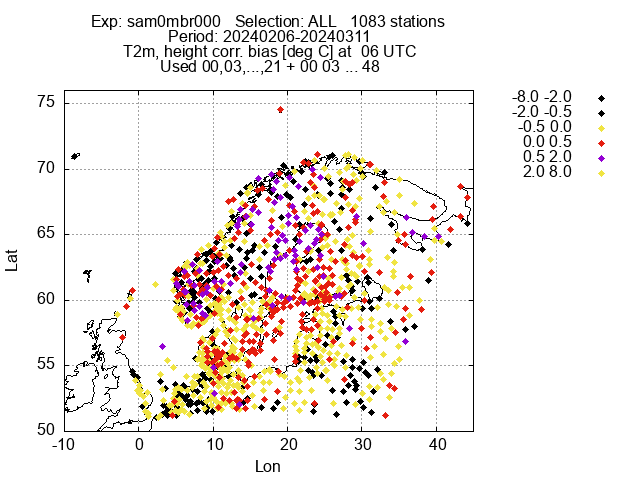 Exp: sam0mbr000   Selection: ALL   1083 stations
Period: 20240206-20240311
T2m, height corr. bias [deg C] at  06 UTC
Used 00,03,...,21 + 00 03 ... 48
-8.0 -2.0
-2.0 -0.5
-0.5 0.0
0.0 0.5
0.5 2.0
2.0 8.0
75
70
65
60
55
50
Lat
-10 0 10 20 30 40
Lon